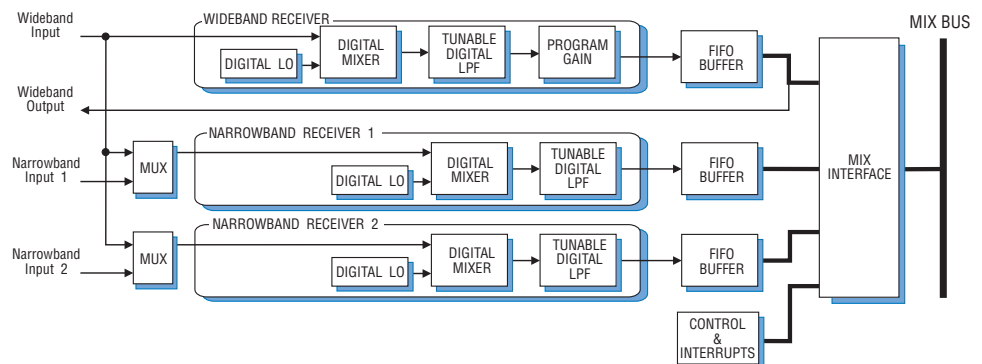 Wideband
Input
WIDEBAND RECEIVER
DIGITAL LO
DIGITAL
MIXER
TUNABLE
DIGITAL
LPF
PROGRAM
GAIN
FIFO
BUFFER
MIX BUS
Wideband
Output
Narrowband
Input 1
MUX
NARROWBAND RECEIVER 1
DIGITAL LO
DIGITAL
MIXER
TUNABLE
DIGITAL
LPF
FIFO
BUFFER
MIX
INTERFACE
Narrowband
Input 2
MUX
NARROWBAND RECEIVER 2
DIGITAL LO
DIGITAL
MIXER
TUNABLE
DIGITAL
LPF
FIFO
BUFFER
CONTROL
&
INTERRUPTS